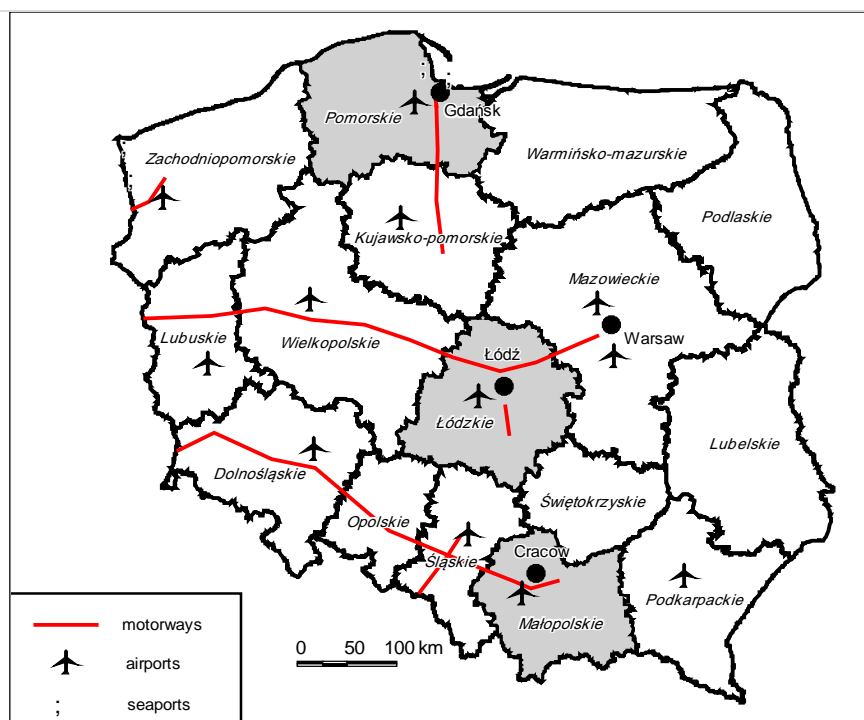 ;
;
Gdańsk
Pomorskie
Warmińsko-mazurskie
Zachodniopomorskie
Podlaskie
Kujawsko-pomorskie
Mazowieckie
Warsaw
Lubuskie
Wielkopolskie
Łódź
Łódzkie
Lubelskie
Dolnośląskie
Opolskie
Świętokrzyskie
Cracow
Śląskie
Podkarpackie
Małopolskie
motorways
airports
; seaports
0 50 100 km